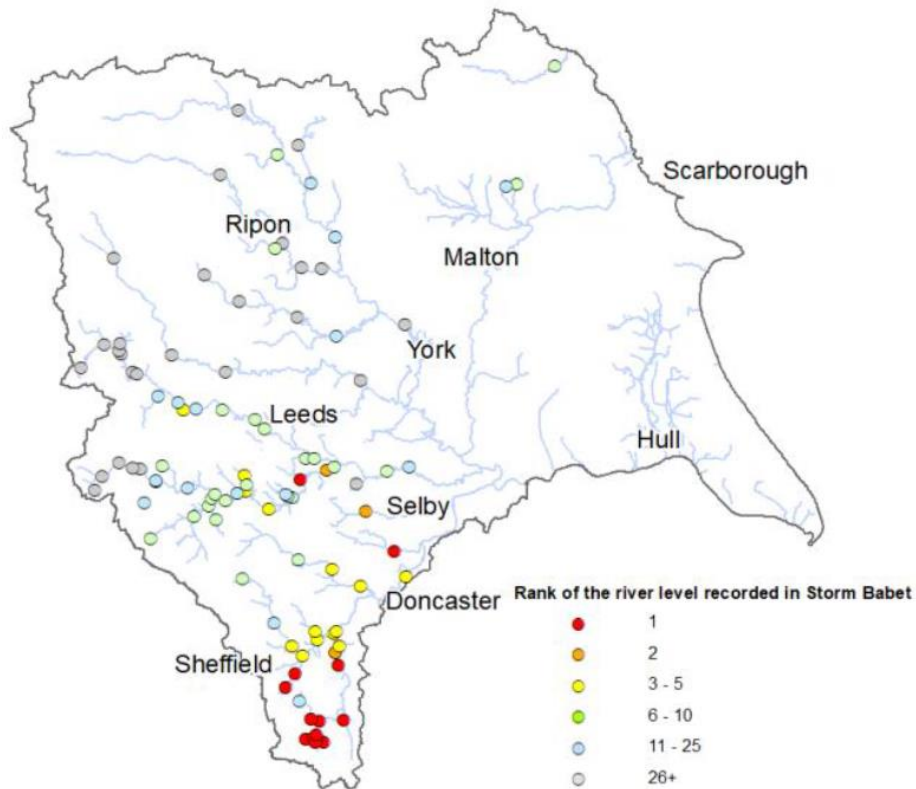 Scarborough
Ripon
Malton
York
Leeds
Hull
Selby
Doncaster
Sheffield
Rank of the river level recorded in Storm Babet
1
2
3 - 5
6 - 10
11 - 25
26+